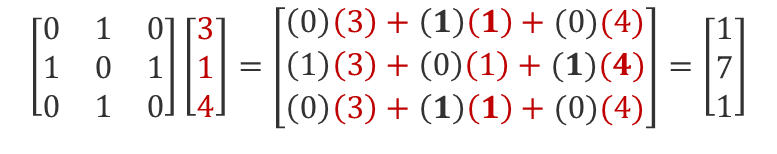 [0 1 0] [3] = [(0)(3) + (1)(1) + (0)(4)] = [1]
[1 0 1] [1] = [(1)(3) + (0)(1) + (1)(4)] = [7]
[0 1 0] [4] = [(0)(3) + (1)(1) + (0)(4)] = [1]